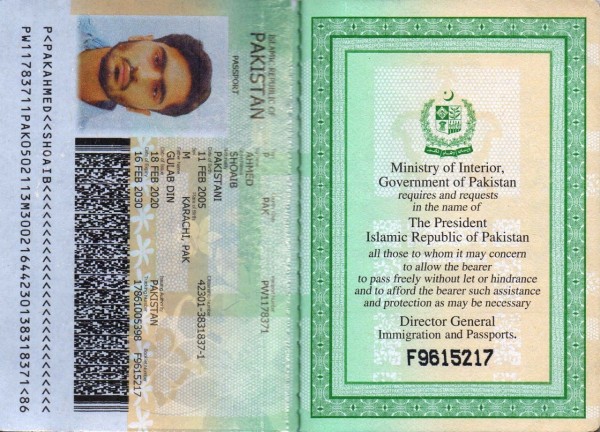 ISLAMIC REPUBLIC OF
PAKISTAN
PASSPORT
P PAK PW1178371
AHMED
SHOAIB
PAKISTANI
11 FEB 2005 42301-3831837-1
M KARACHI, PAK
GULAB DIN
18 FEB 2020 PAKISTAN
16 FEB 2030 17861005398 F9615217
P<PAKAHMED<<SHOAIB<<<<<<<<<<<<<<<<<<<<<<<<<<
PW11783711PAK0502113M30021644230138318371<86
Ministry of Interior,
Government of Pakistan
requires and requests
in the name of
The President
Islamic Republic of Pakistan
all those to whom it may concern
to allow the bearer
to pass freely without let or hindrance
and to afford the bearer such assistance
and protection as may be necessary
Director General
Immigration and Passports.
F9615217